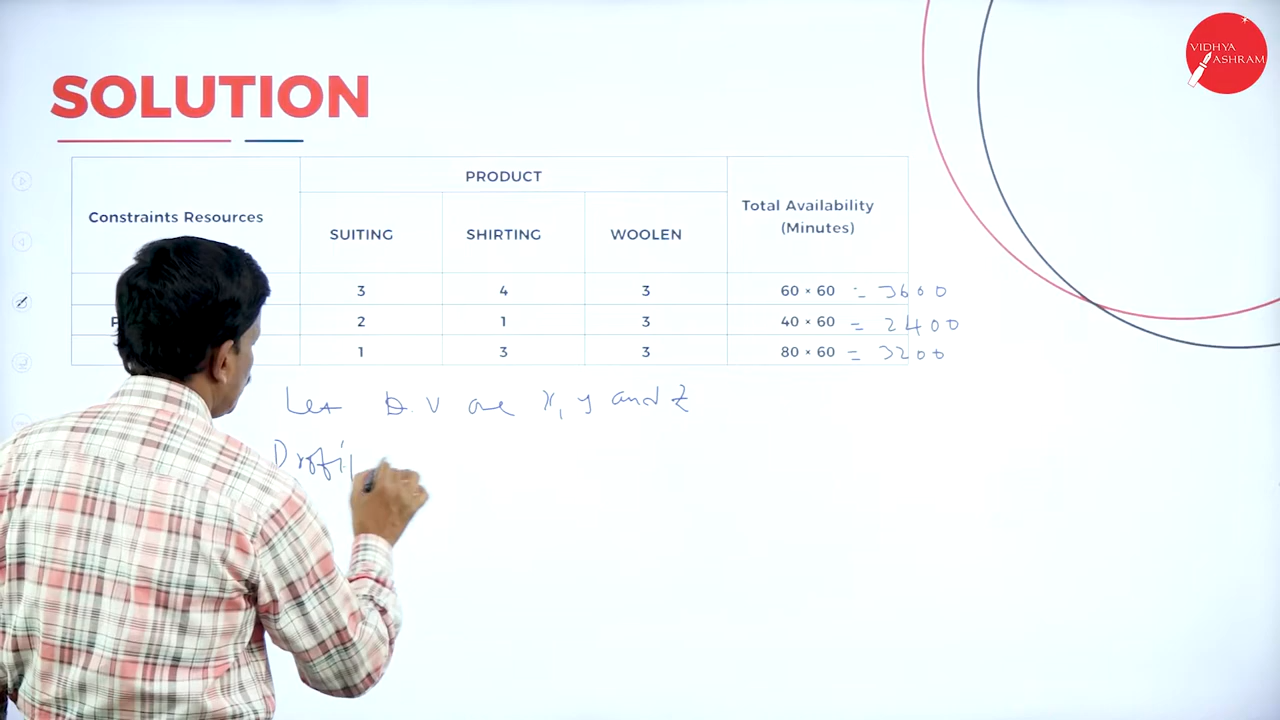 VIDHYA
ASHRAM
SOLUTION
Constraints Resources
PRODUCT
SUITING SHIRTING WOOLEN
Total Availability
(Minutes)
3 4 3 60 × 60 = 3600
2 1 3 40 × 60 = 2400
1 3 3 80 × 60 = 3200
Let D.V are x, y and z
Profi